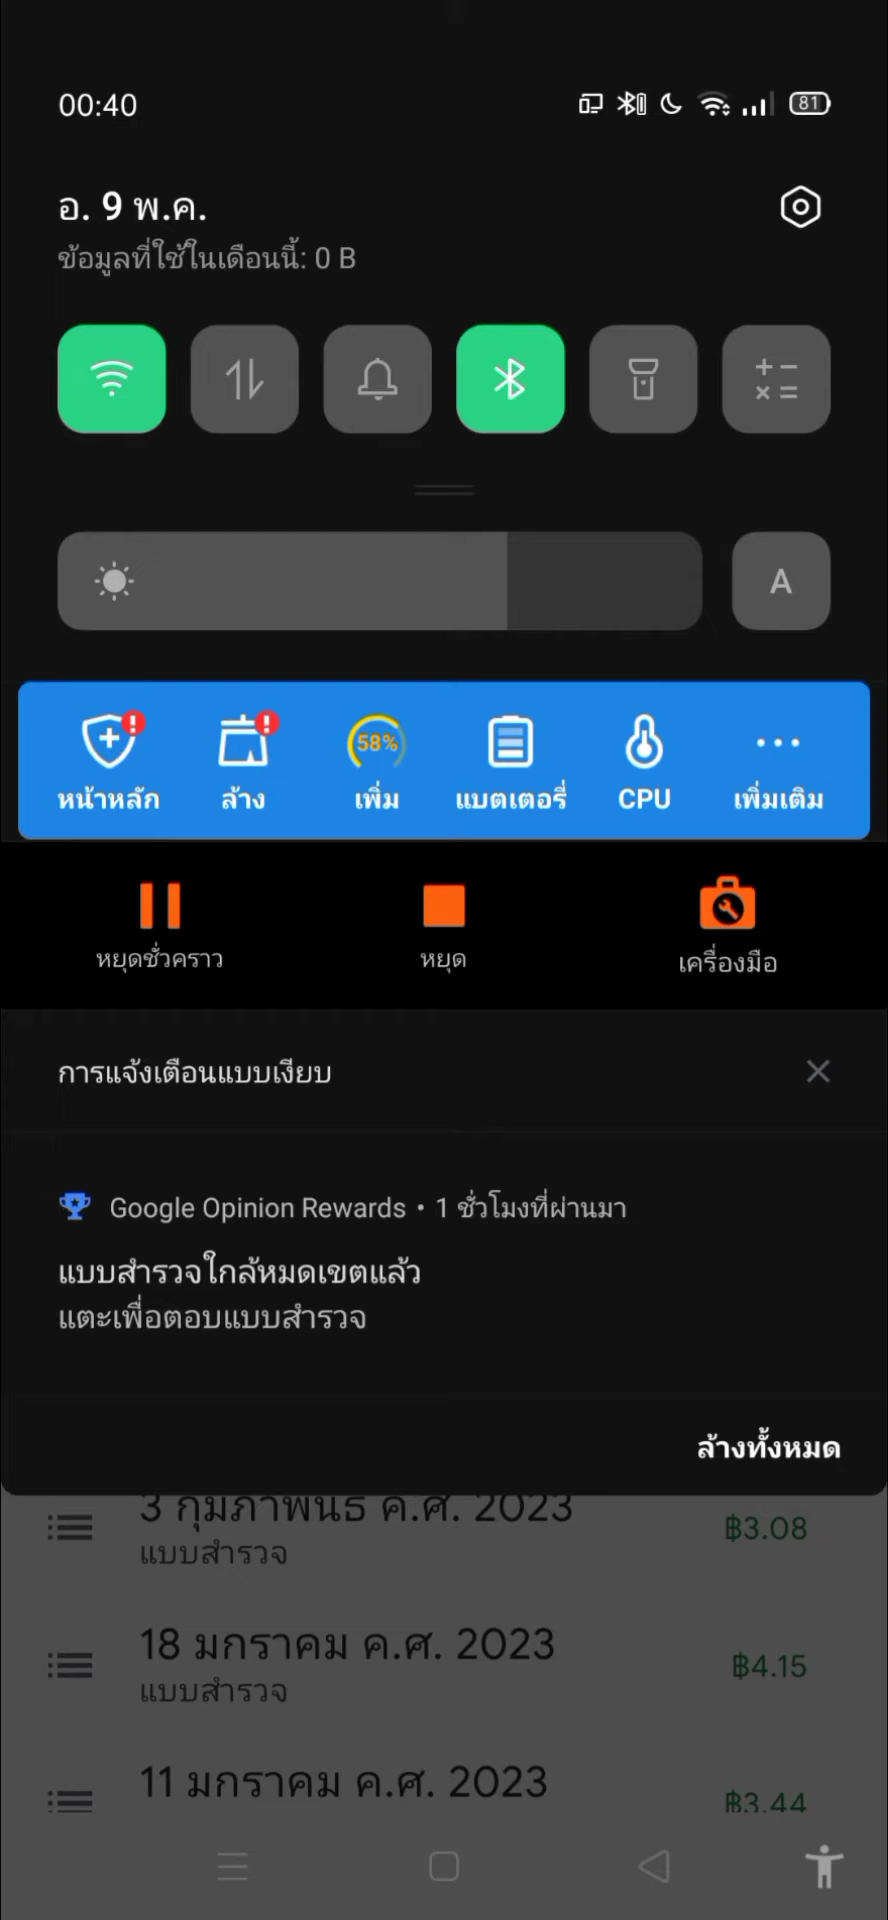 00:40
81
อ. 9 พ.ค.
ข้อมูลที่ใช้ในเดือนนี้: 0 B
A
58%
หน้าหลัก ล้าง เพิ่ม แบตเตอรี่ CPU เพิ่มเติม
หยุดชั่วคราว หยุด เครื่องมือ
การแจ้งเตือนแบบเงียบ
Google Opinion Rewards • 1 ชั่วโมงที่ผ่านมา
แบบสำรวจใกล้หมดเขตแล้ว
แตะเพื่อตอบแบบสำรวจ
ล้างทั้งหมด
3 กุมภาพันธ์ ค.ศ. 2023
฿3.08
แบบสำรวจ
18 มกราคม ค.ศ. 2023
฿4.15
แบบสำรวจ
11 มกราคม ค.ศ. 2023
฿3.44